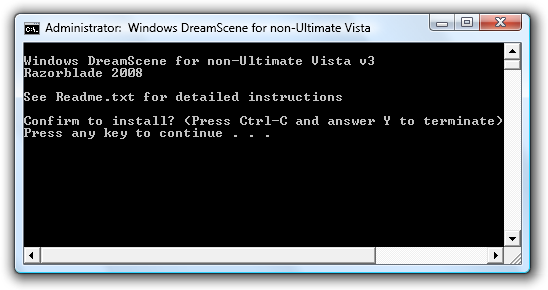 Administrator: Windows DreamScene for non-Ultimate Vista
Windows DreamScene for non-Ultimate Vista v3
Razorblade 2008
See Readme.txt for detailed instructions
Confirm to install? (Press Ctrl-C and answer Y to terminate)
Press any key to continue . . .